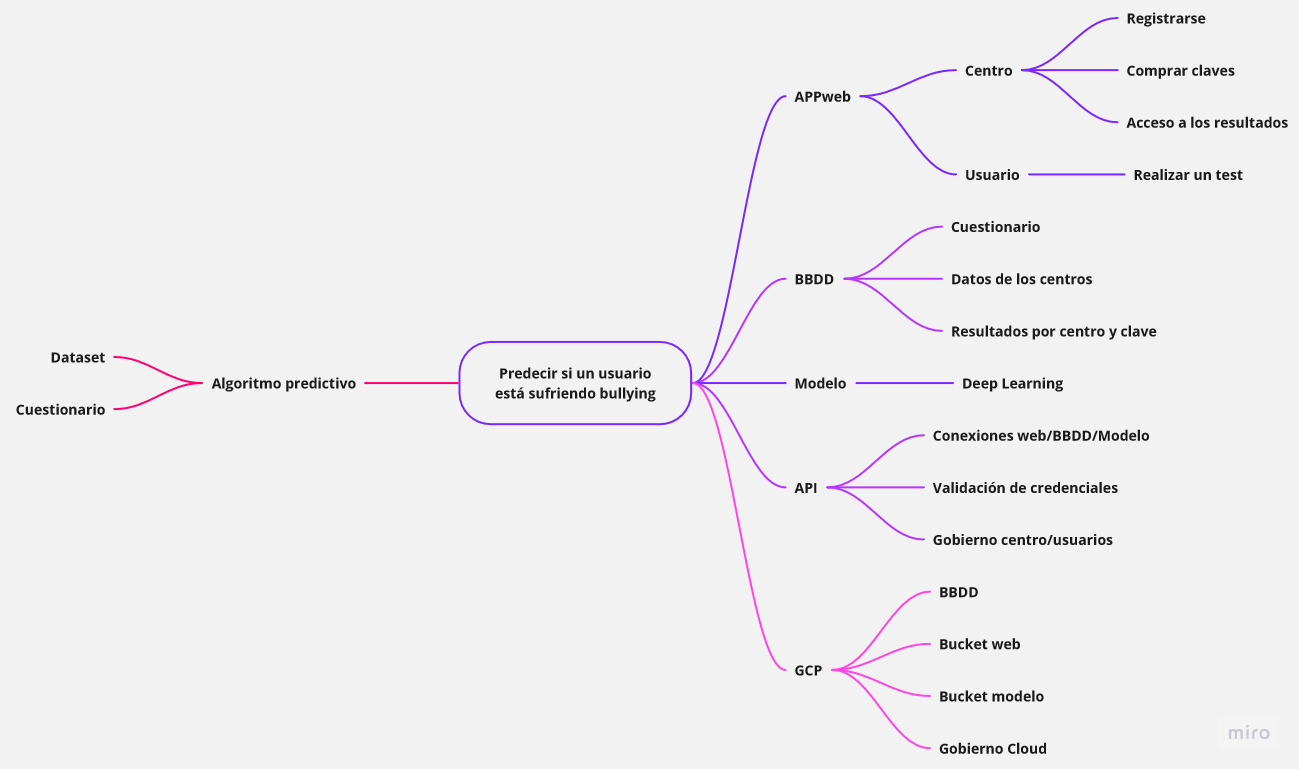 Registrarse
Centro
Comprar claves
APPweb
Acceso a los resultados
Usuario
Realizar un test
Cuestionario
BBDD
Datos de los centros
Resultados por centro y clave
Dataset
Algoritmo predictivo
Cuestionario
Predecir si un usuario
está sufriendo bullying
Modelo
Deep Learning
Conexiones web/BBDD/Modelo
API
Validación de credenciales
Gobierno centro/usuarios
BBDD
Bucket web
GCP
Bucket modelo
Gobierno Cloud
miro